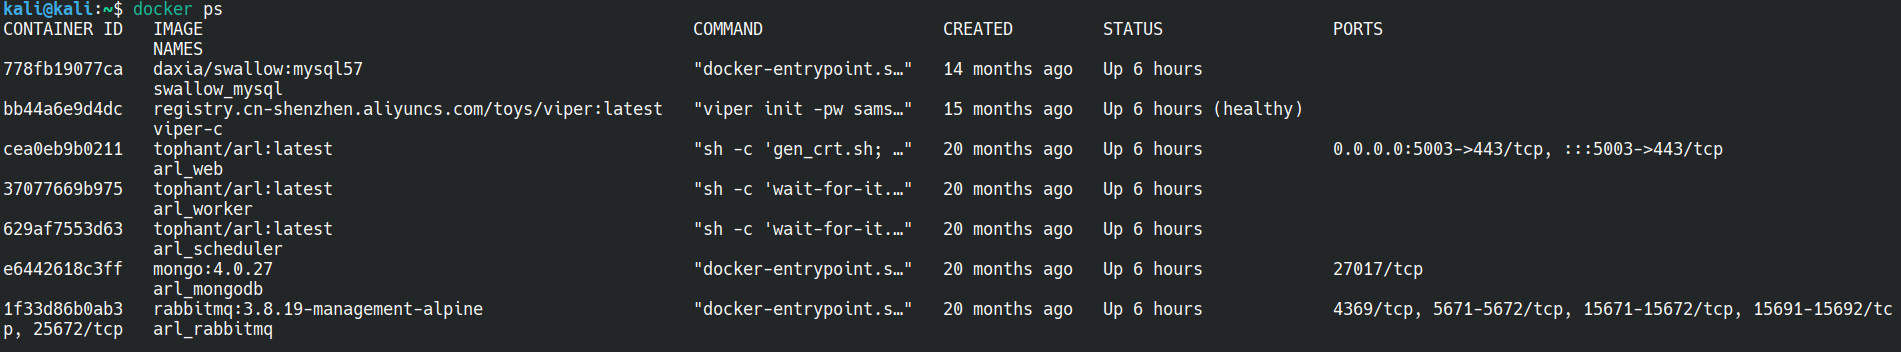 kali@kali:~$ docker ps
CONTAINER ID   IMAGE                                                 COMMAND                  CREATED         STATUS                 PORTS
               NAMES
778fb19077ca   daxia/swallow:mysql57                                 "docker-entrypoint.s…"   14 months ago   Up 6 hours
               swallow_mysql
bb44a6e9d4dc   registry.cn-shenzhen.aliyuncs.com/toys/viper:latest   "viper init -pw sams…"   15 months ago   Up 6 hours (healthy)
               viper-c
cea0eb9b0211   tophant/arl:latest                                    "sh -c 'gen_crt.sh; …"   20 months ago   Up 6 hours             0.0.0.0:5003->443/tcp, :::5003->443/tcp
               arl_web
37077669b975   tophant/arl:latest                                    "sh -c 'wait-for-it.…"   20 months ago   Up 6 hours
               arl_worker
629af7553d63   tophant/arl:latest                                    "sh -c 'wait-for-it.…"   20 months ago   Up 6 hours
               arl_scheduler
e6442618c3ff   mongo:4.0.27                                          "docker-entrypoint.s…"   20 months ago   Up 6 hours             27017/tcp
               arl_mongodb
1f33d86b0ab3   rabbitmq:3.8.19-management-alpine                     "docker-entrypoint.s…"   20 months ago   Up 6 hours             4369/tcp, 5671-5672/tcp, 15671-15672/tcp, 15691-15692/tc
p, 25672/tcp   arl_rabbitmq